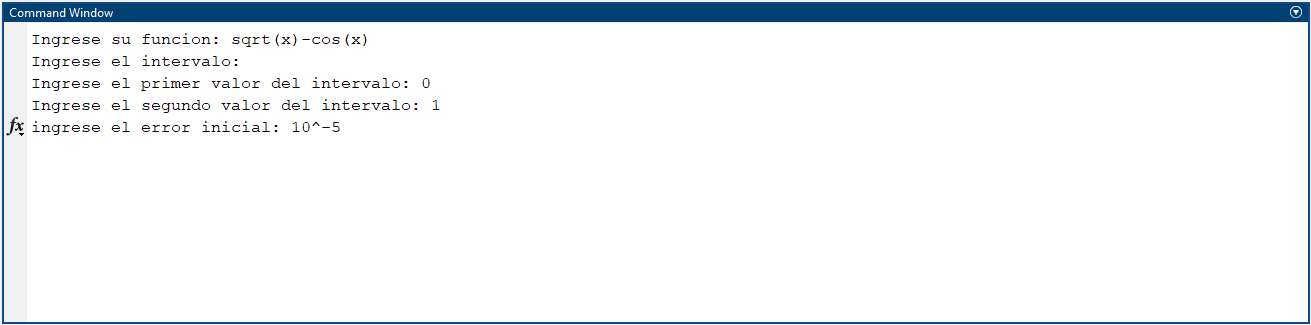 Command Window
Ingrese su funcion: sqrt(x)-cos(x)
Ingrese el intervalo:
Ingrese el primer valor del intervalo: 0
Ingrese el segundo valor del intervalo: 1
fx ingrese el error inicial: 10^-5